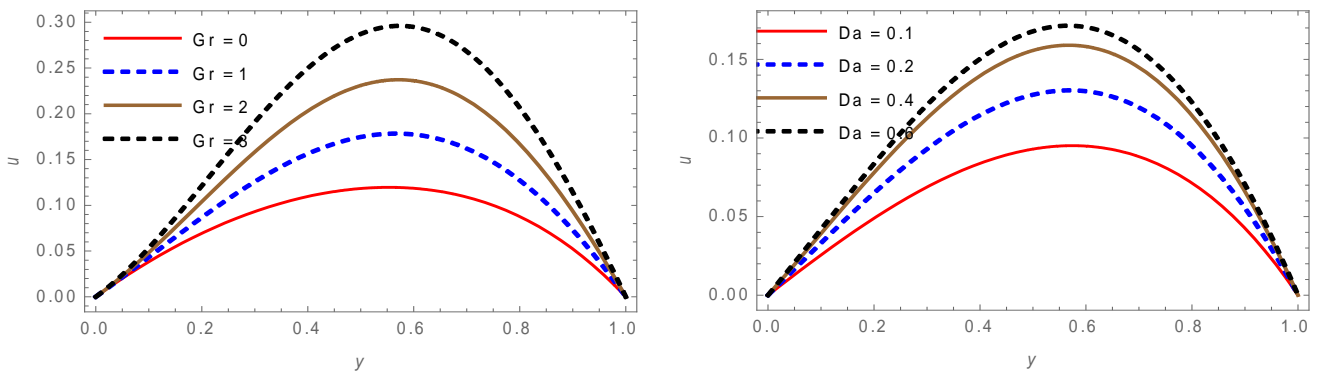 0.30
0.25
0.20
0.15
0.10
0.05
0.00
u
Gr = 0
Gr = 1
Gr = 2
Gr = 3
0.0 0.2 0.4 0.6 0.8 1.0
y
0.15
0.10
0.05
0.00
u
Da = 0.1
Da = 0.2
Da = 0.4
Da = 0.6
0.0 0.2 0.4 0.6 0.8 1.0
y